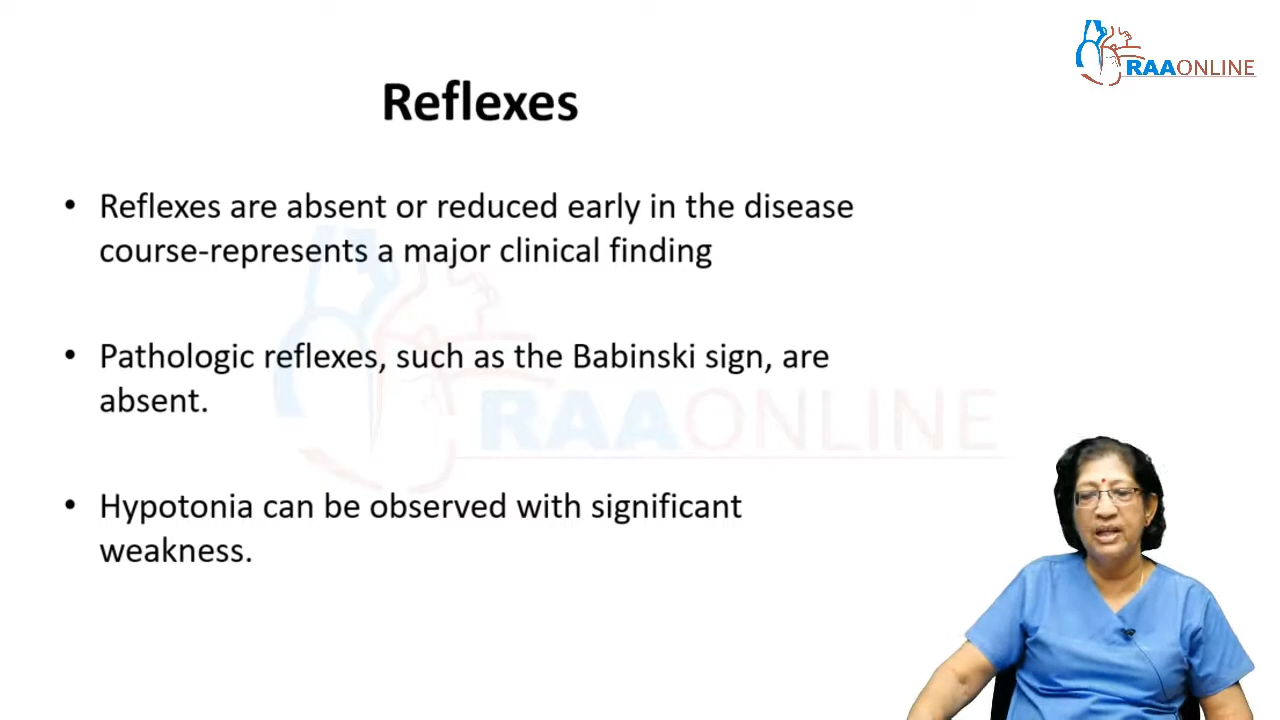 RAAONLINE
Reflexes
• Reflexes are absent or reduced early in the disease
course-represents a major clinical finding
• Pathologic reflexes, such as the Babinski sign, are
absent.
RAAONLINE
• Hypotonia can be observed with significant
weakness.